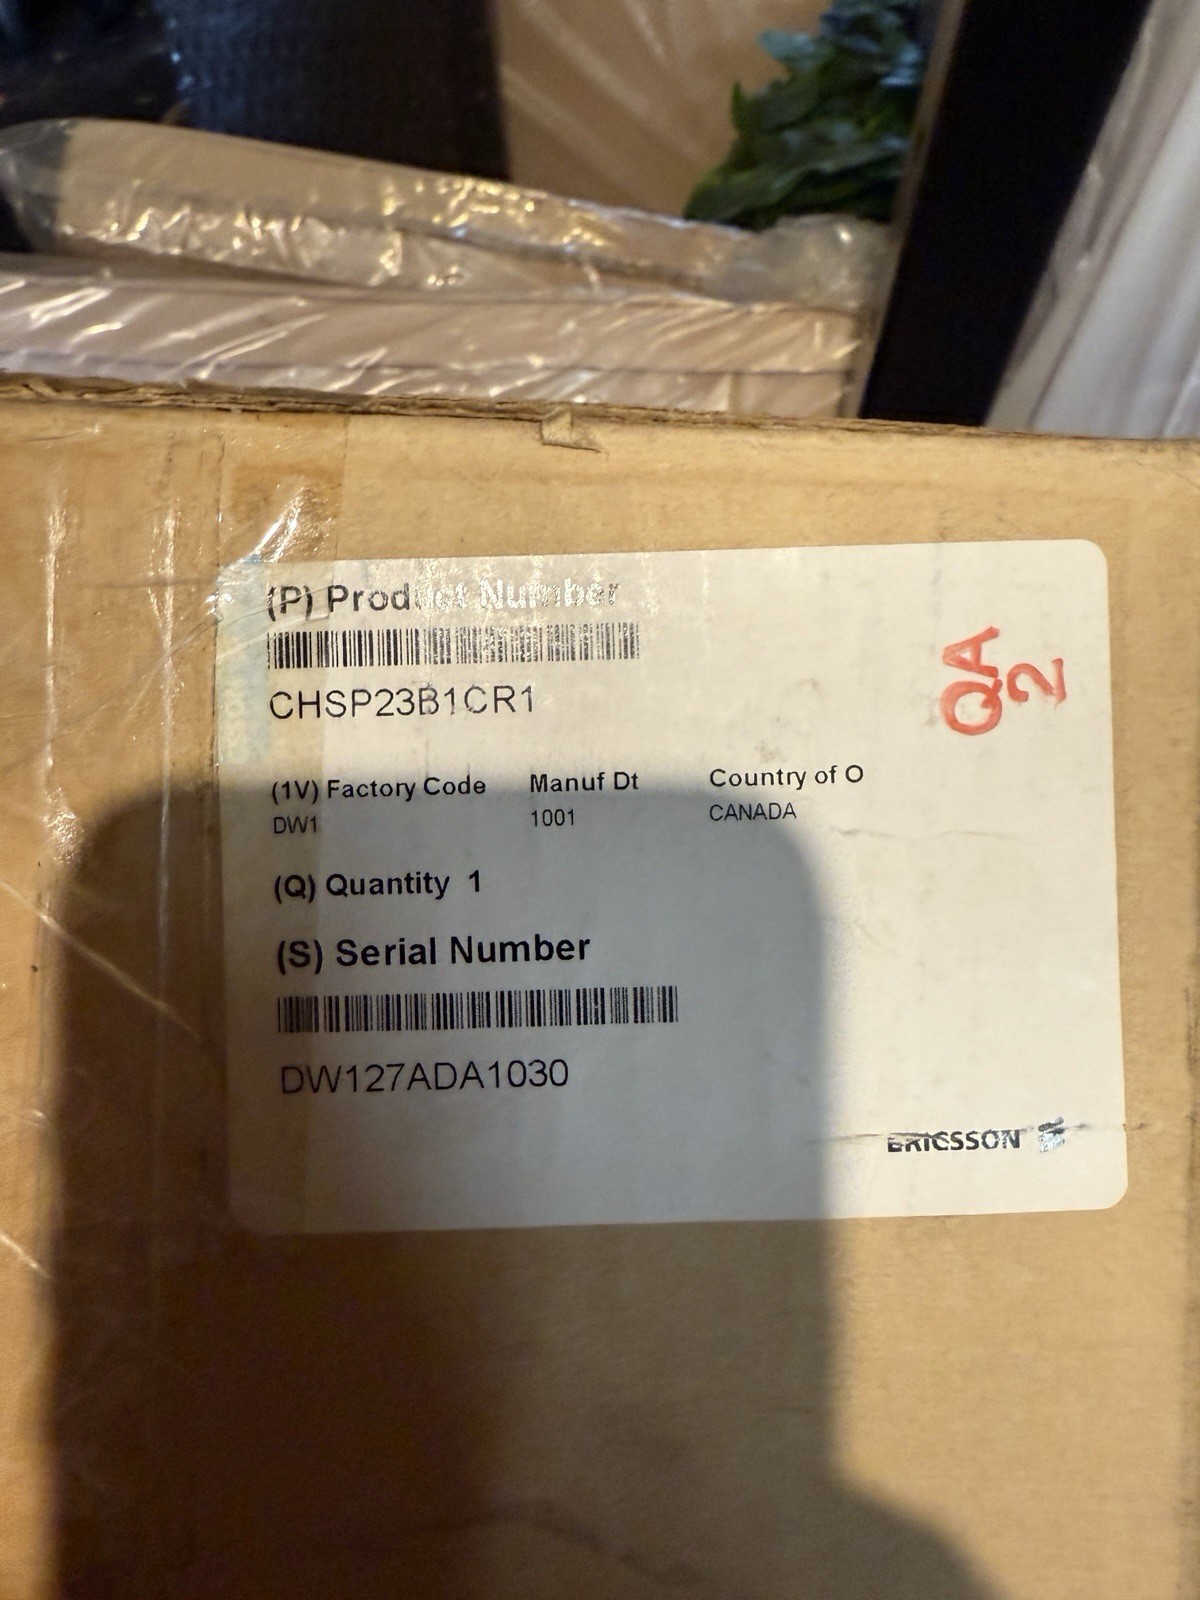 (P) Product Number
CHSP23B1CR1
(1V) Factory Code Manuf Dt Country of O
DW1 1001 CANADA
(Q) Quantity 1
(S) Serial Number
DW127ADA1030
ERICSSON
QA
2